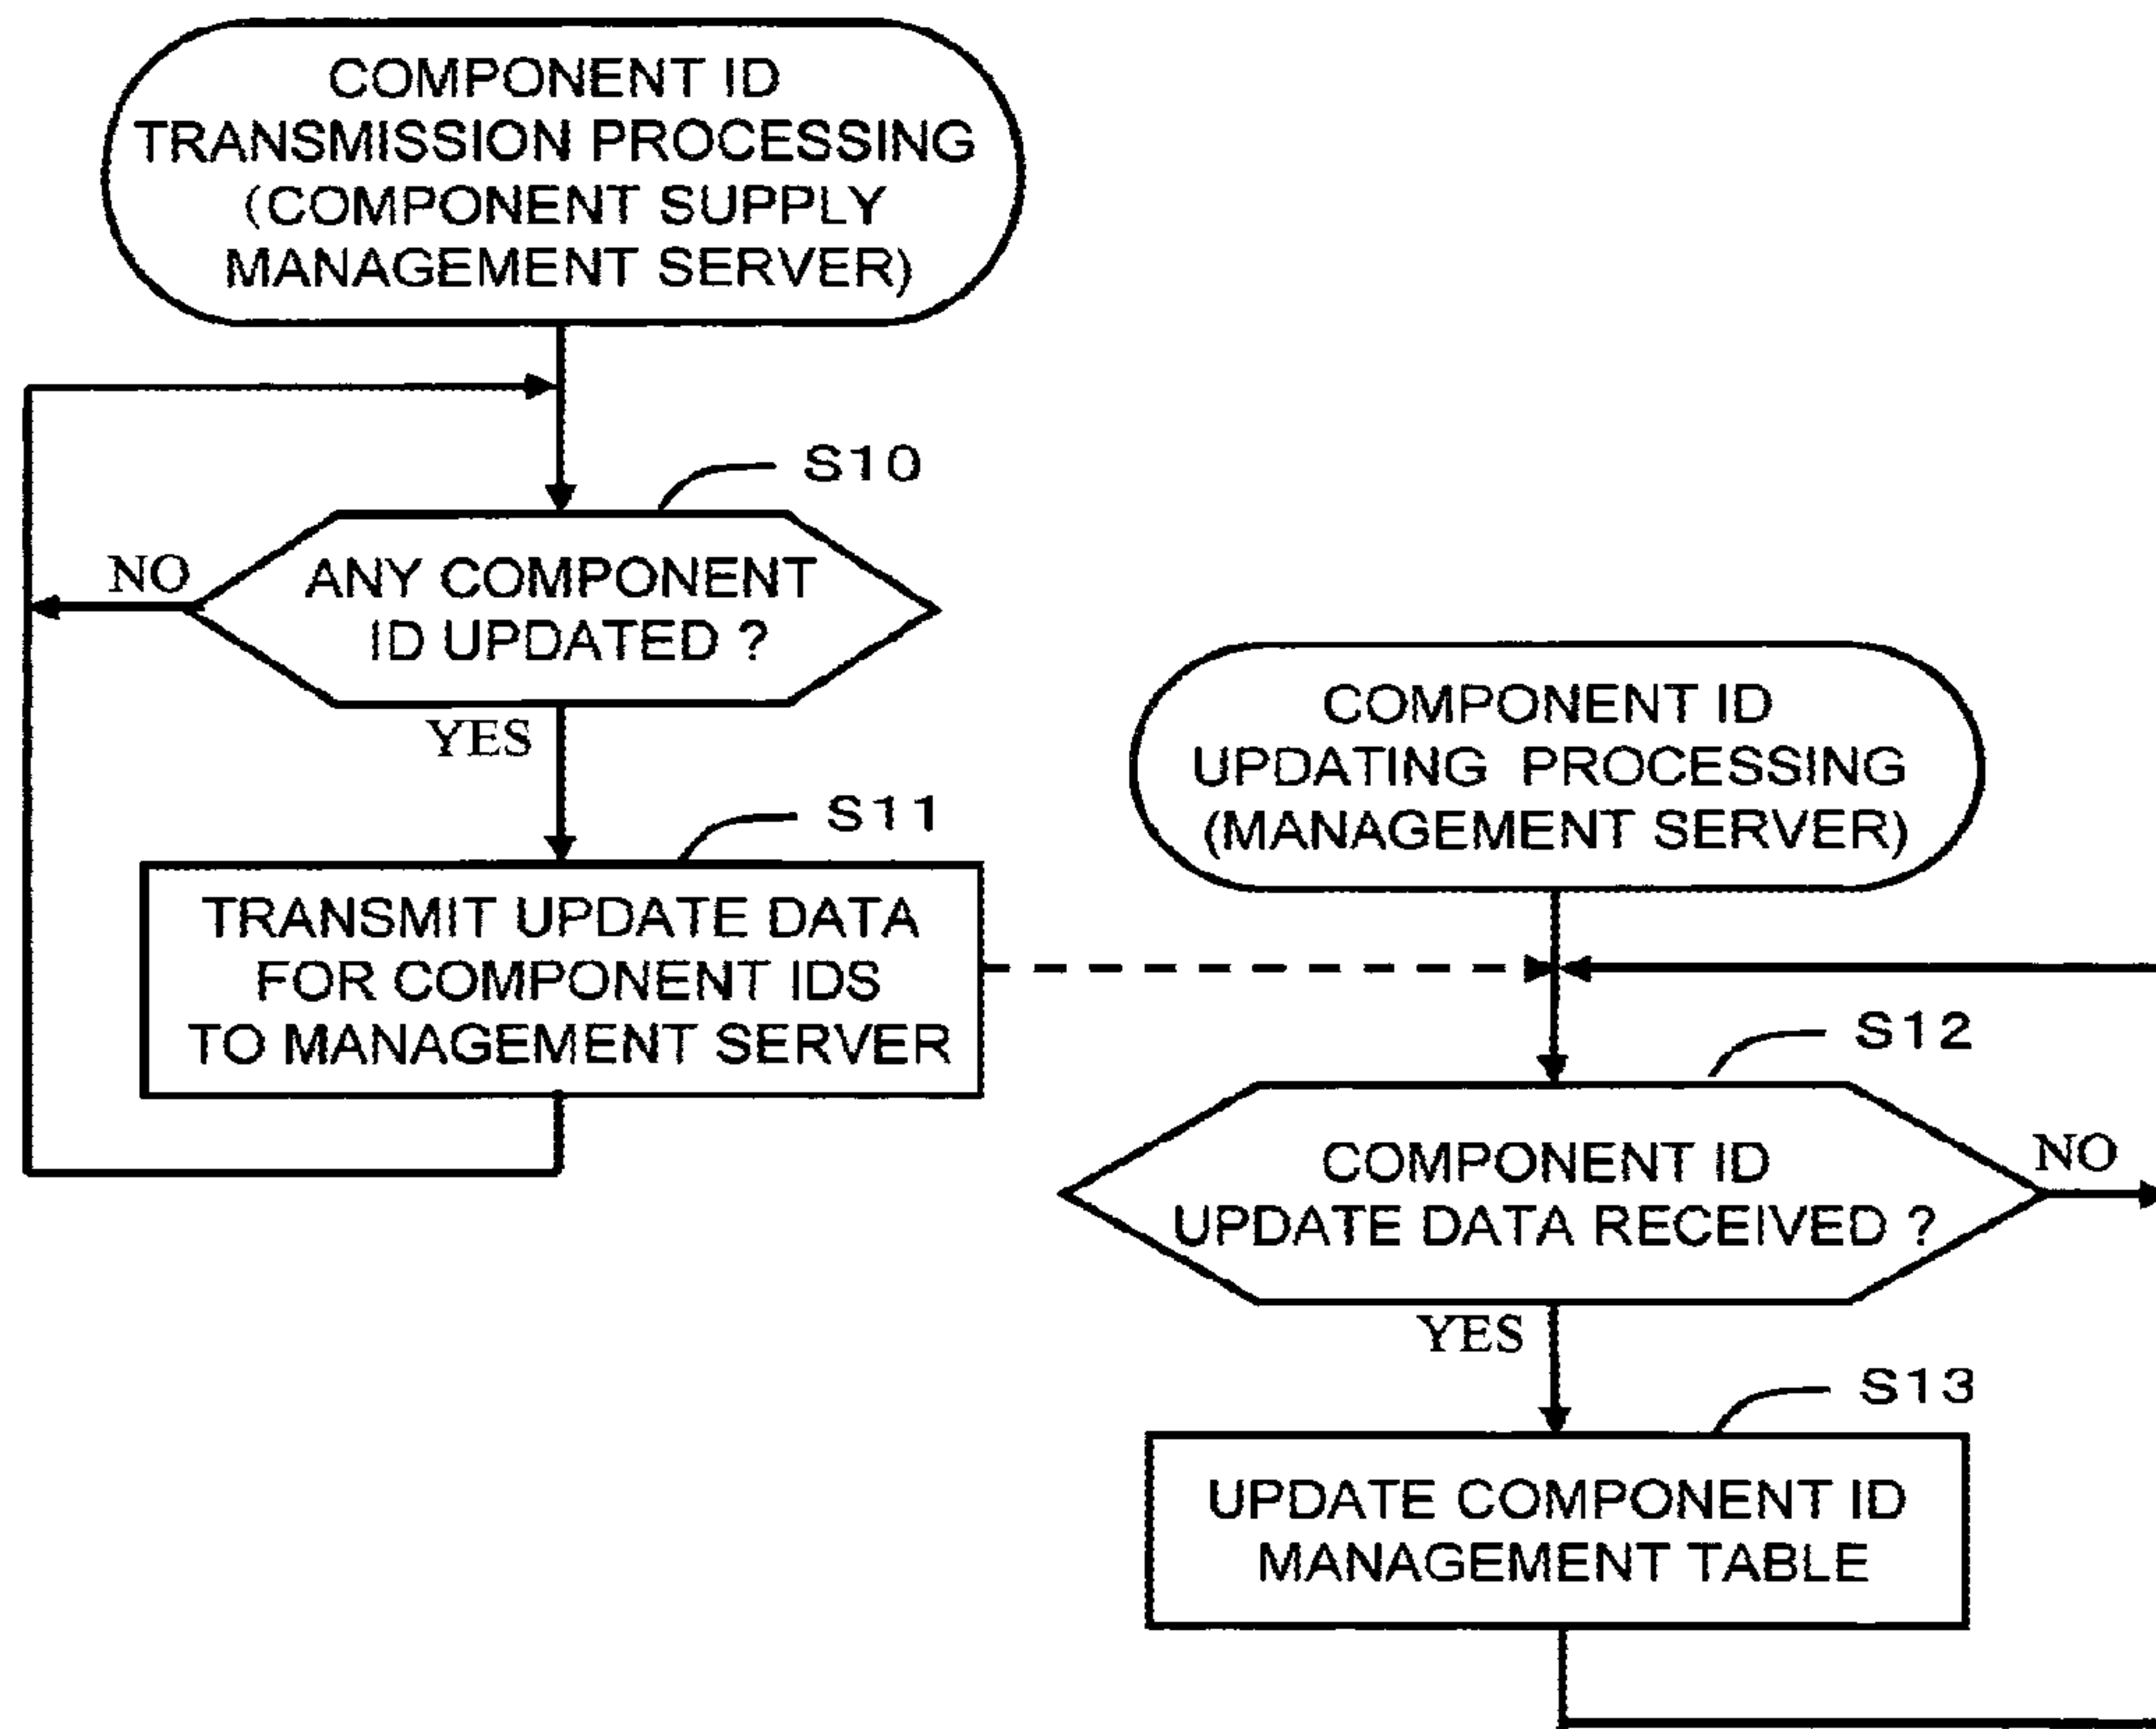 COMPONENT ID
TRANSMISSION PROCESSING
(COMPONENT SUPPLY
MANAGEMENT SERVER)
S10
NO
ANY COMPONENT
ID UPDATED ?
YES
S11
TRANSMIT UPDATE DATA
FOR COMPONENT IDS
TO MANAGEMENT SERVER
COMPONENT ID
UPDATING PROCESSING
(MANAGEMENT SERVER)
S12
COMPONENT ID
UPDATE DATA RECEIVED ?
NO
YES
S13
UPDATE COMPONENT ID
MANAGEMENT TABLE